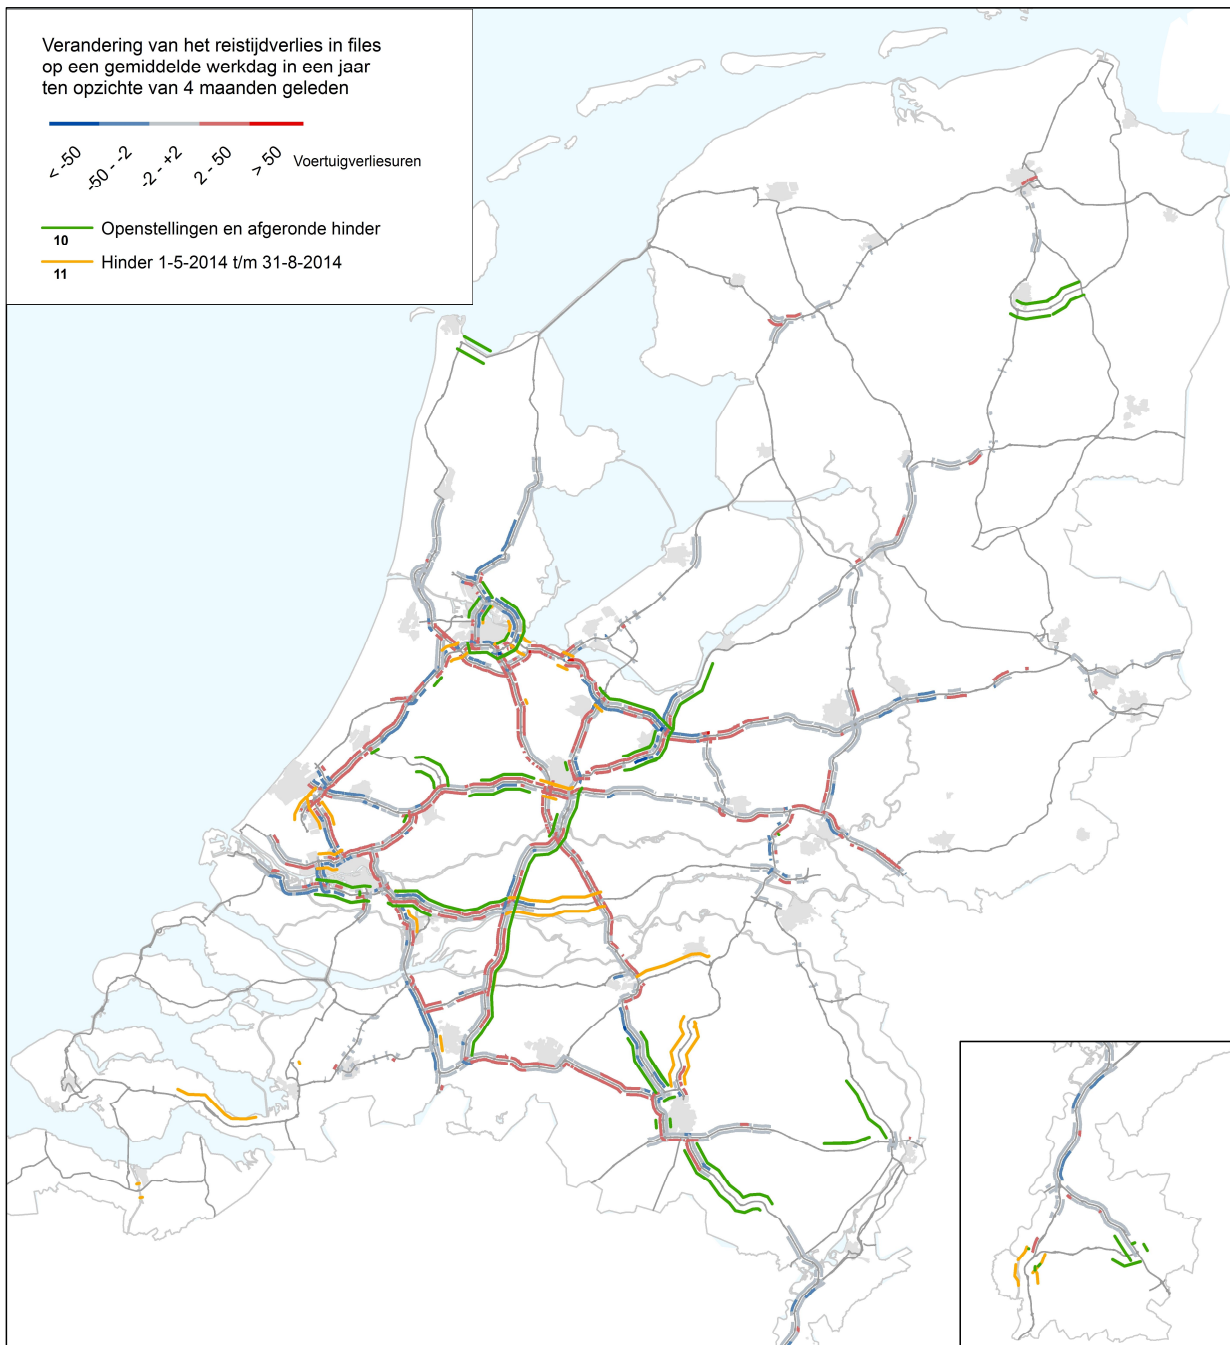 Verandering van het reistijdverlies in files
op een gemiddelde werkdag in een jaar
ten opzichte van 4 maanden geleden
< -50
-50 - -2
-2 - +2
2 - 50
> 50
Voertuigverliesuren
10 Openstellingen en afgeronde hinder
11 Hinder 1-5-2014 t/m 31-8-2014